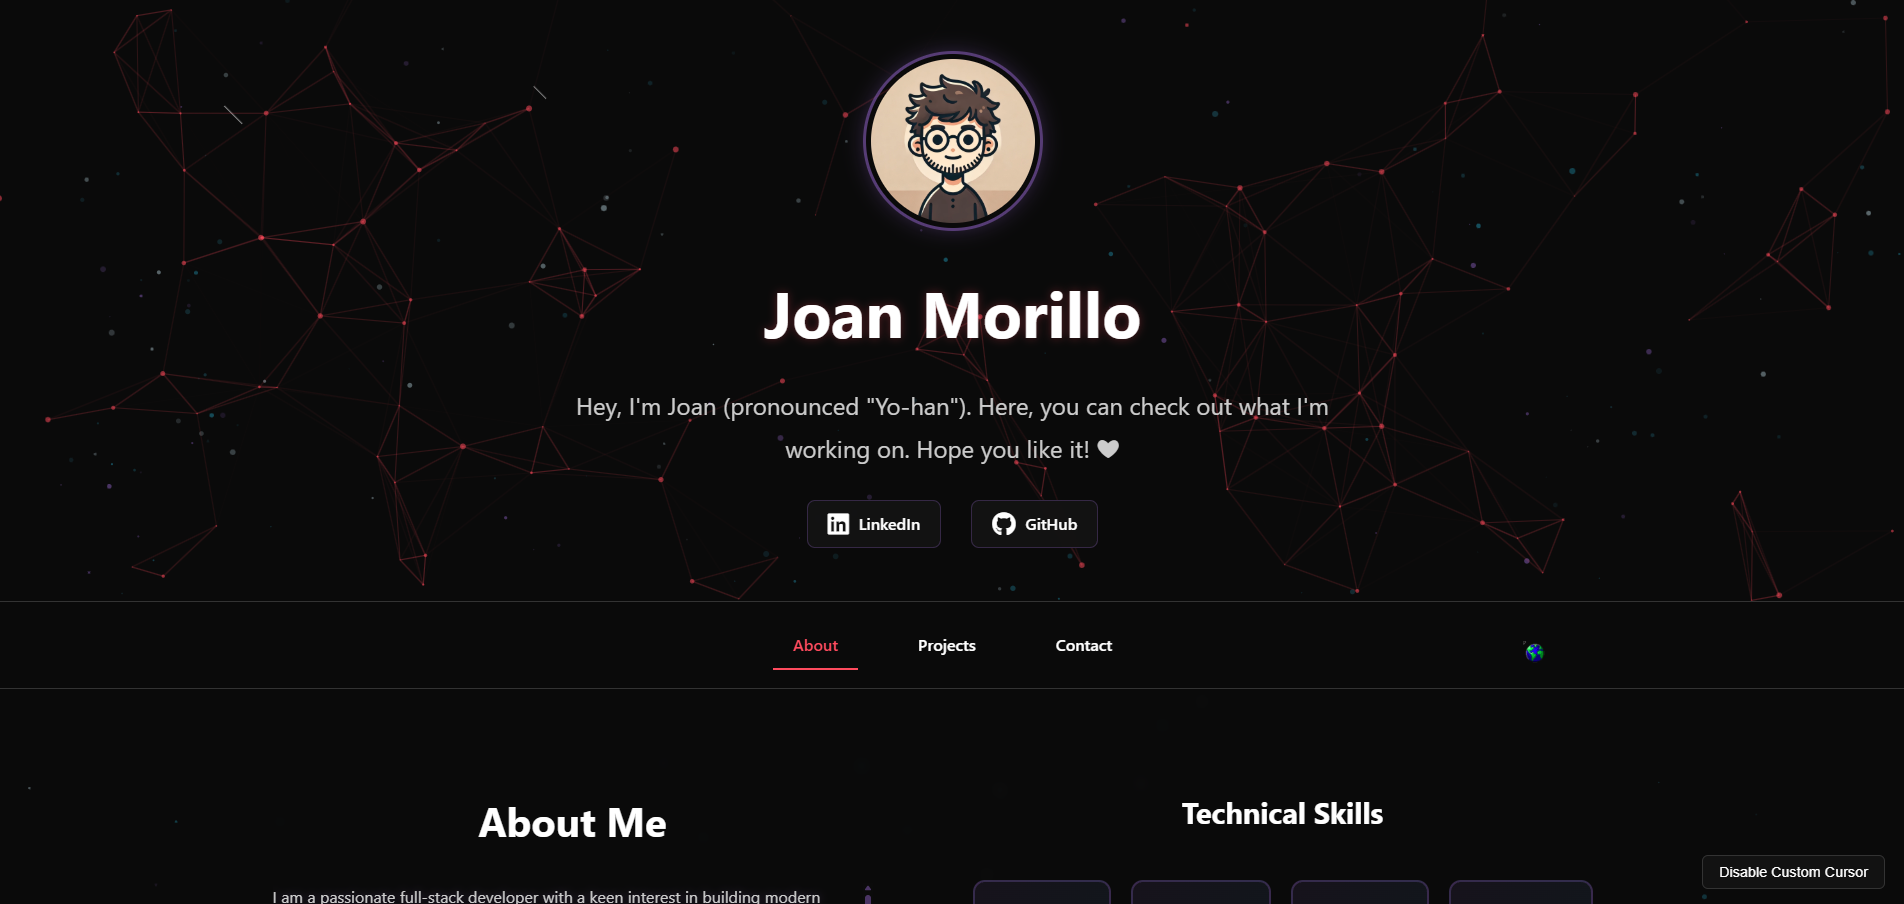 Joan Morillo
Hey, I'm Joan (pronounced "Yo-han"). Here, you can check out what I'm
working on. Hope you like it! 🖤
LinkedIn
GitHub
About
Projects
Contact
About Me
I am a passionate full-stack developer with a keen interest in building modern
Technical Skills
Disable Custom Cursor